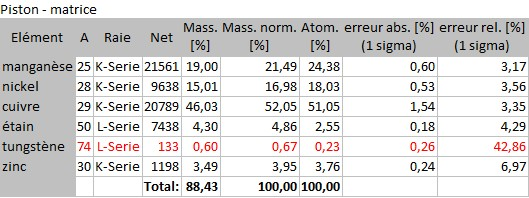 Piston - matrice
Elément A Raie Net Mass. [%] Mass. norm. [%] Atom. [%] erreur abs. [%] (1 sigma) erreur rel. [%] (1 sigma)
manganèse 25 K-Serie 21561 19,00 21,49 24,38 0,60 3,17
nickel 28 K-Serie 9638 15,01 16,98 18,03 0,53 3,56
cuivre 29 K-Serie 20789 46,03 52,05 51,05 1,54 3,35
étain 50 L-Serie 7438 4,30 4,86 2,55 0,18 4,29
tungstène 74 L-Serie 133 0,60 0,67 0,23 0,26 42,86
zinc 30 K-Serie 1198 3,49 3,95 3,76 0,24 6,97
Total: 88,43 100,00 100,00